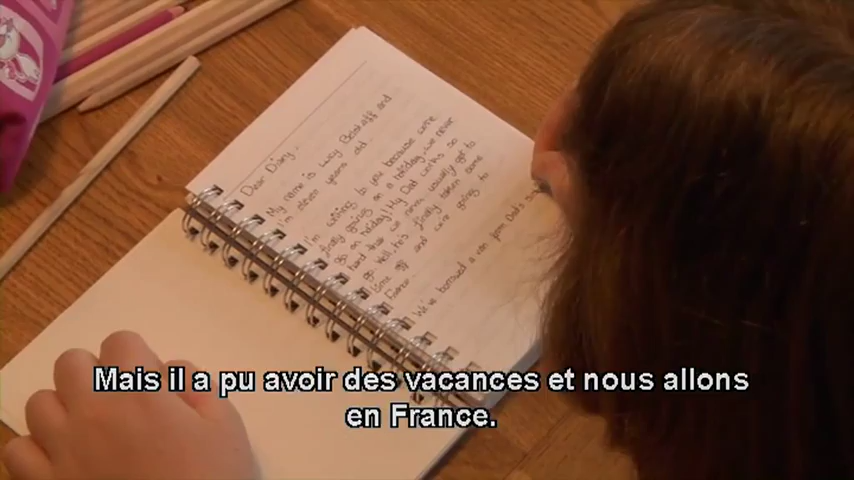 Dear Diary,
My name is Lucy and
I'm eleven years old.
I'm writing to you because we're
finally going on a holiday! We never
go on holiday! My Dad works so
hard that we never usually get to
go. Well, he's finally taken some
time off and we're going to
France
We've borrowed a van from Dad's
Mais il a pu avoir des vacances et nous allons
en France.